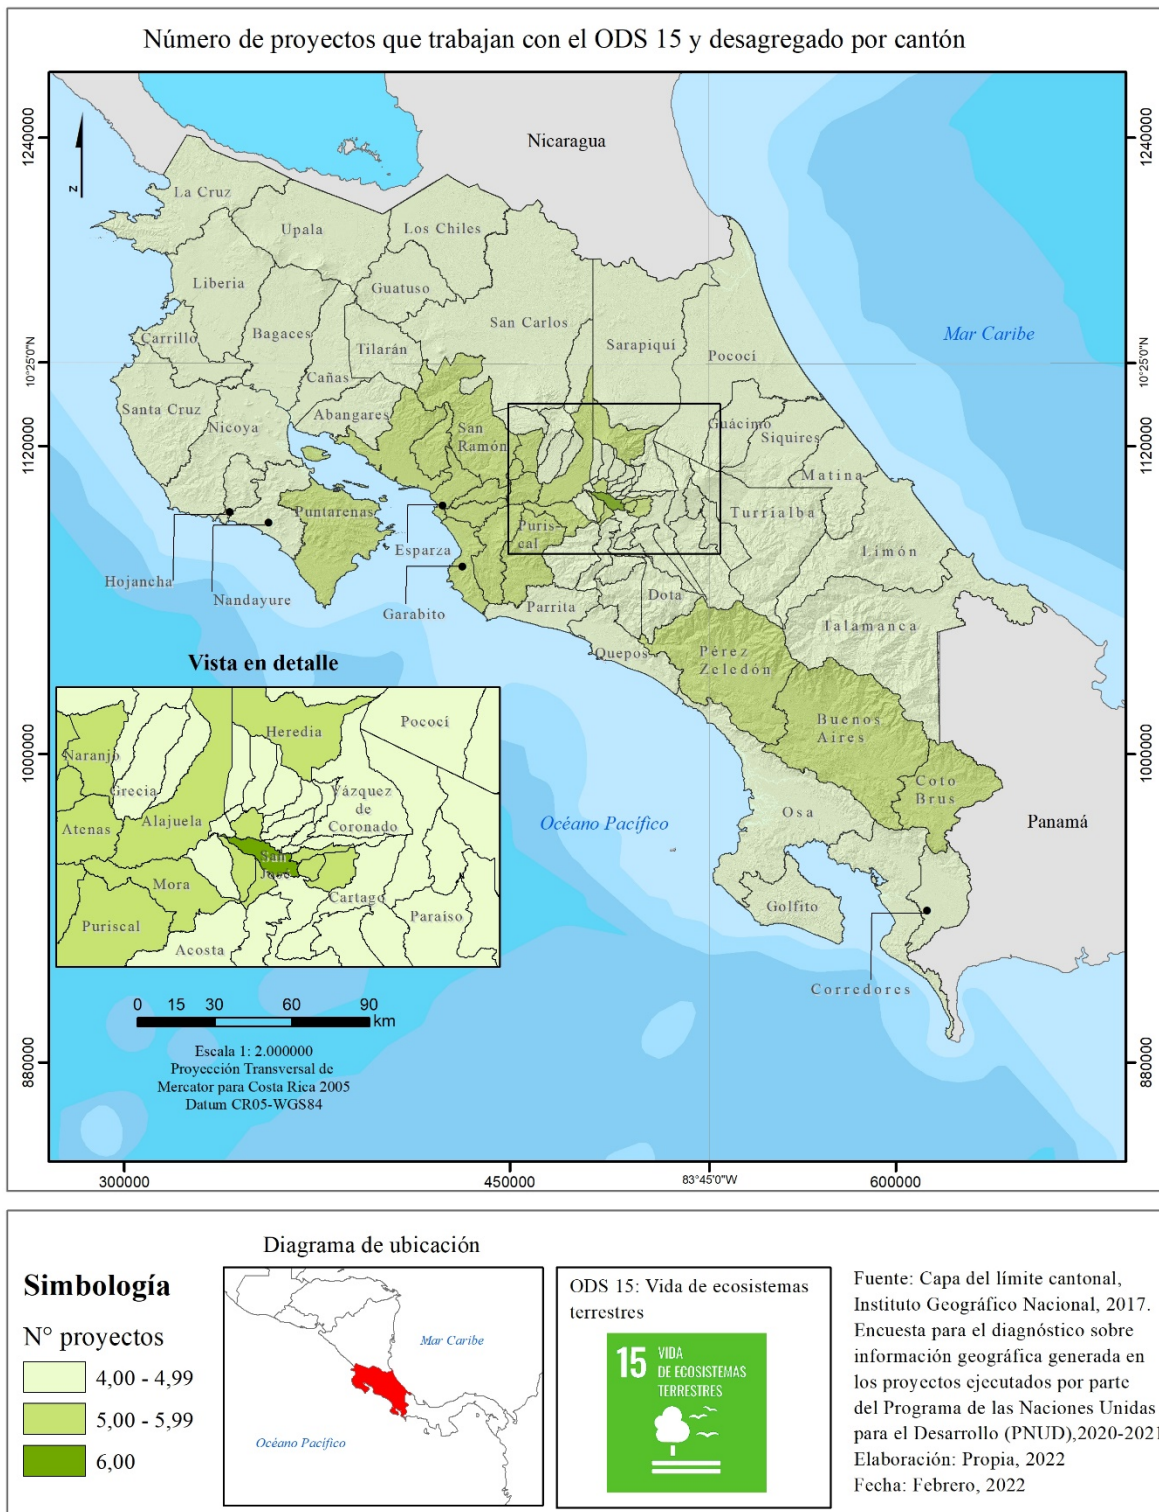 Número de proyectos que trabajan con el ODS 15 y desagregado por cantón
1240000
1120000
1000000
880000
10°25'0"N
1240000
10°25'0"N
1120000
1000000
880000
300000
450000
83°45'0"W
600000
N
Nicaragua
Mar Caribe
La Cruz
Upala
Los Chiles
Liberia
Guatuso
San Carlos
Bagaces
Carrillo
Tilarán
Sarapiquí
Pococí
Cañas
Santa Cruz
Abangares
Nicoya
San
Ramón
Guácimo
Siquires
Matina
Puntarenas
Turrialba
Puris-
cal
Esparza
Limón
Hojancha
Nandayure
Garabito
Parrita
Dota
Talamanca
Quepos
Pérez
Zeledón
Buenos
Aires
Coto
Brus
Osa
Panamá
Océano Pacífico
Golfito
Corredores
Vista en detalle
Pococí
Heredia
Naranjo
Grecia
Vázquez
de
Coronado
Atenas
Alajuela
San
José
Mora
Cartago
Paraíso
Puriscal
Acosta
0 15 30 60 90
km
Escala 1: 2.000000
Proyección Transversal de
Mercator para Costa Rica 2005
Datum CR05-WGS84
Simbología
N° proyectos
4,00 - 4,99
5,00 - 5,99
6,00
Diagrama de ubicación
Mar Caribe
Océano Pacífico
ODS 15: Vida de ecosistemas
terrestres
15 VIDA
DE ECOSISTEMAS
TERRESTRES
Fuente: Capa del límite cantonal,
Instituto Geográfico Nacional, 2017.
Encuesta para el diagnóstico sobre
información geográfica generada en
los proyectos ejecutados por parte
del Programa de las Naciones Unidas
para el Desarrollo (PNUD),2020-2021
Elaboración: Propia, 2022
Fecha: Febrero, 2022